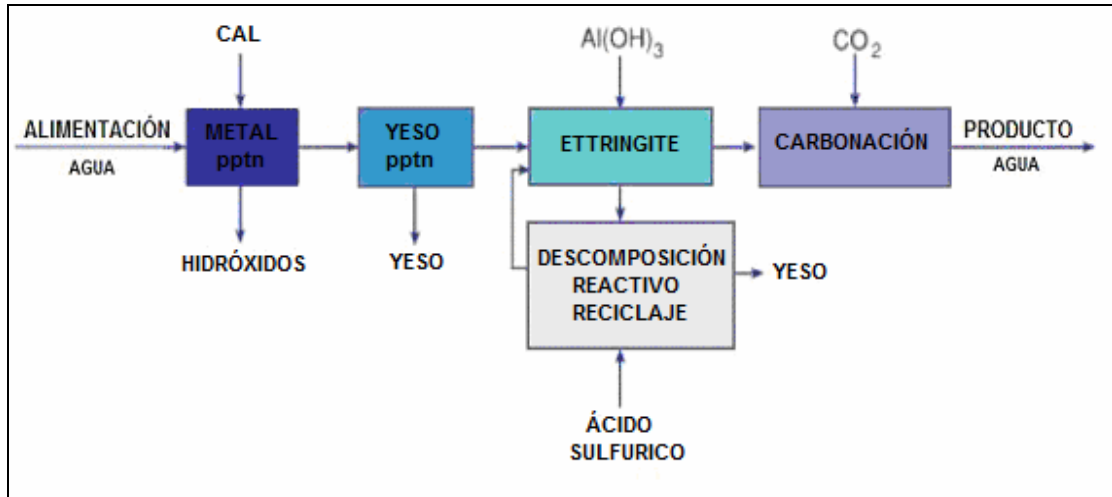 CAL
Al(OH)₃
CO₂
ALIMENTACIÓN
AGUA
METAL
pptn
YESO
pptn
ETTRINGITE
CARBONACIÓN
PRODUCTO
AGUA
HIDRÓXIDOS
YESO
DESCOMPOSICIÓN
REACTIVO
RECICLAJE
YESO
ÁCIDO
SULFURICO